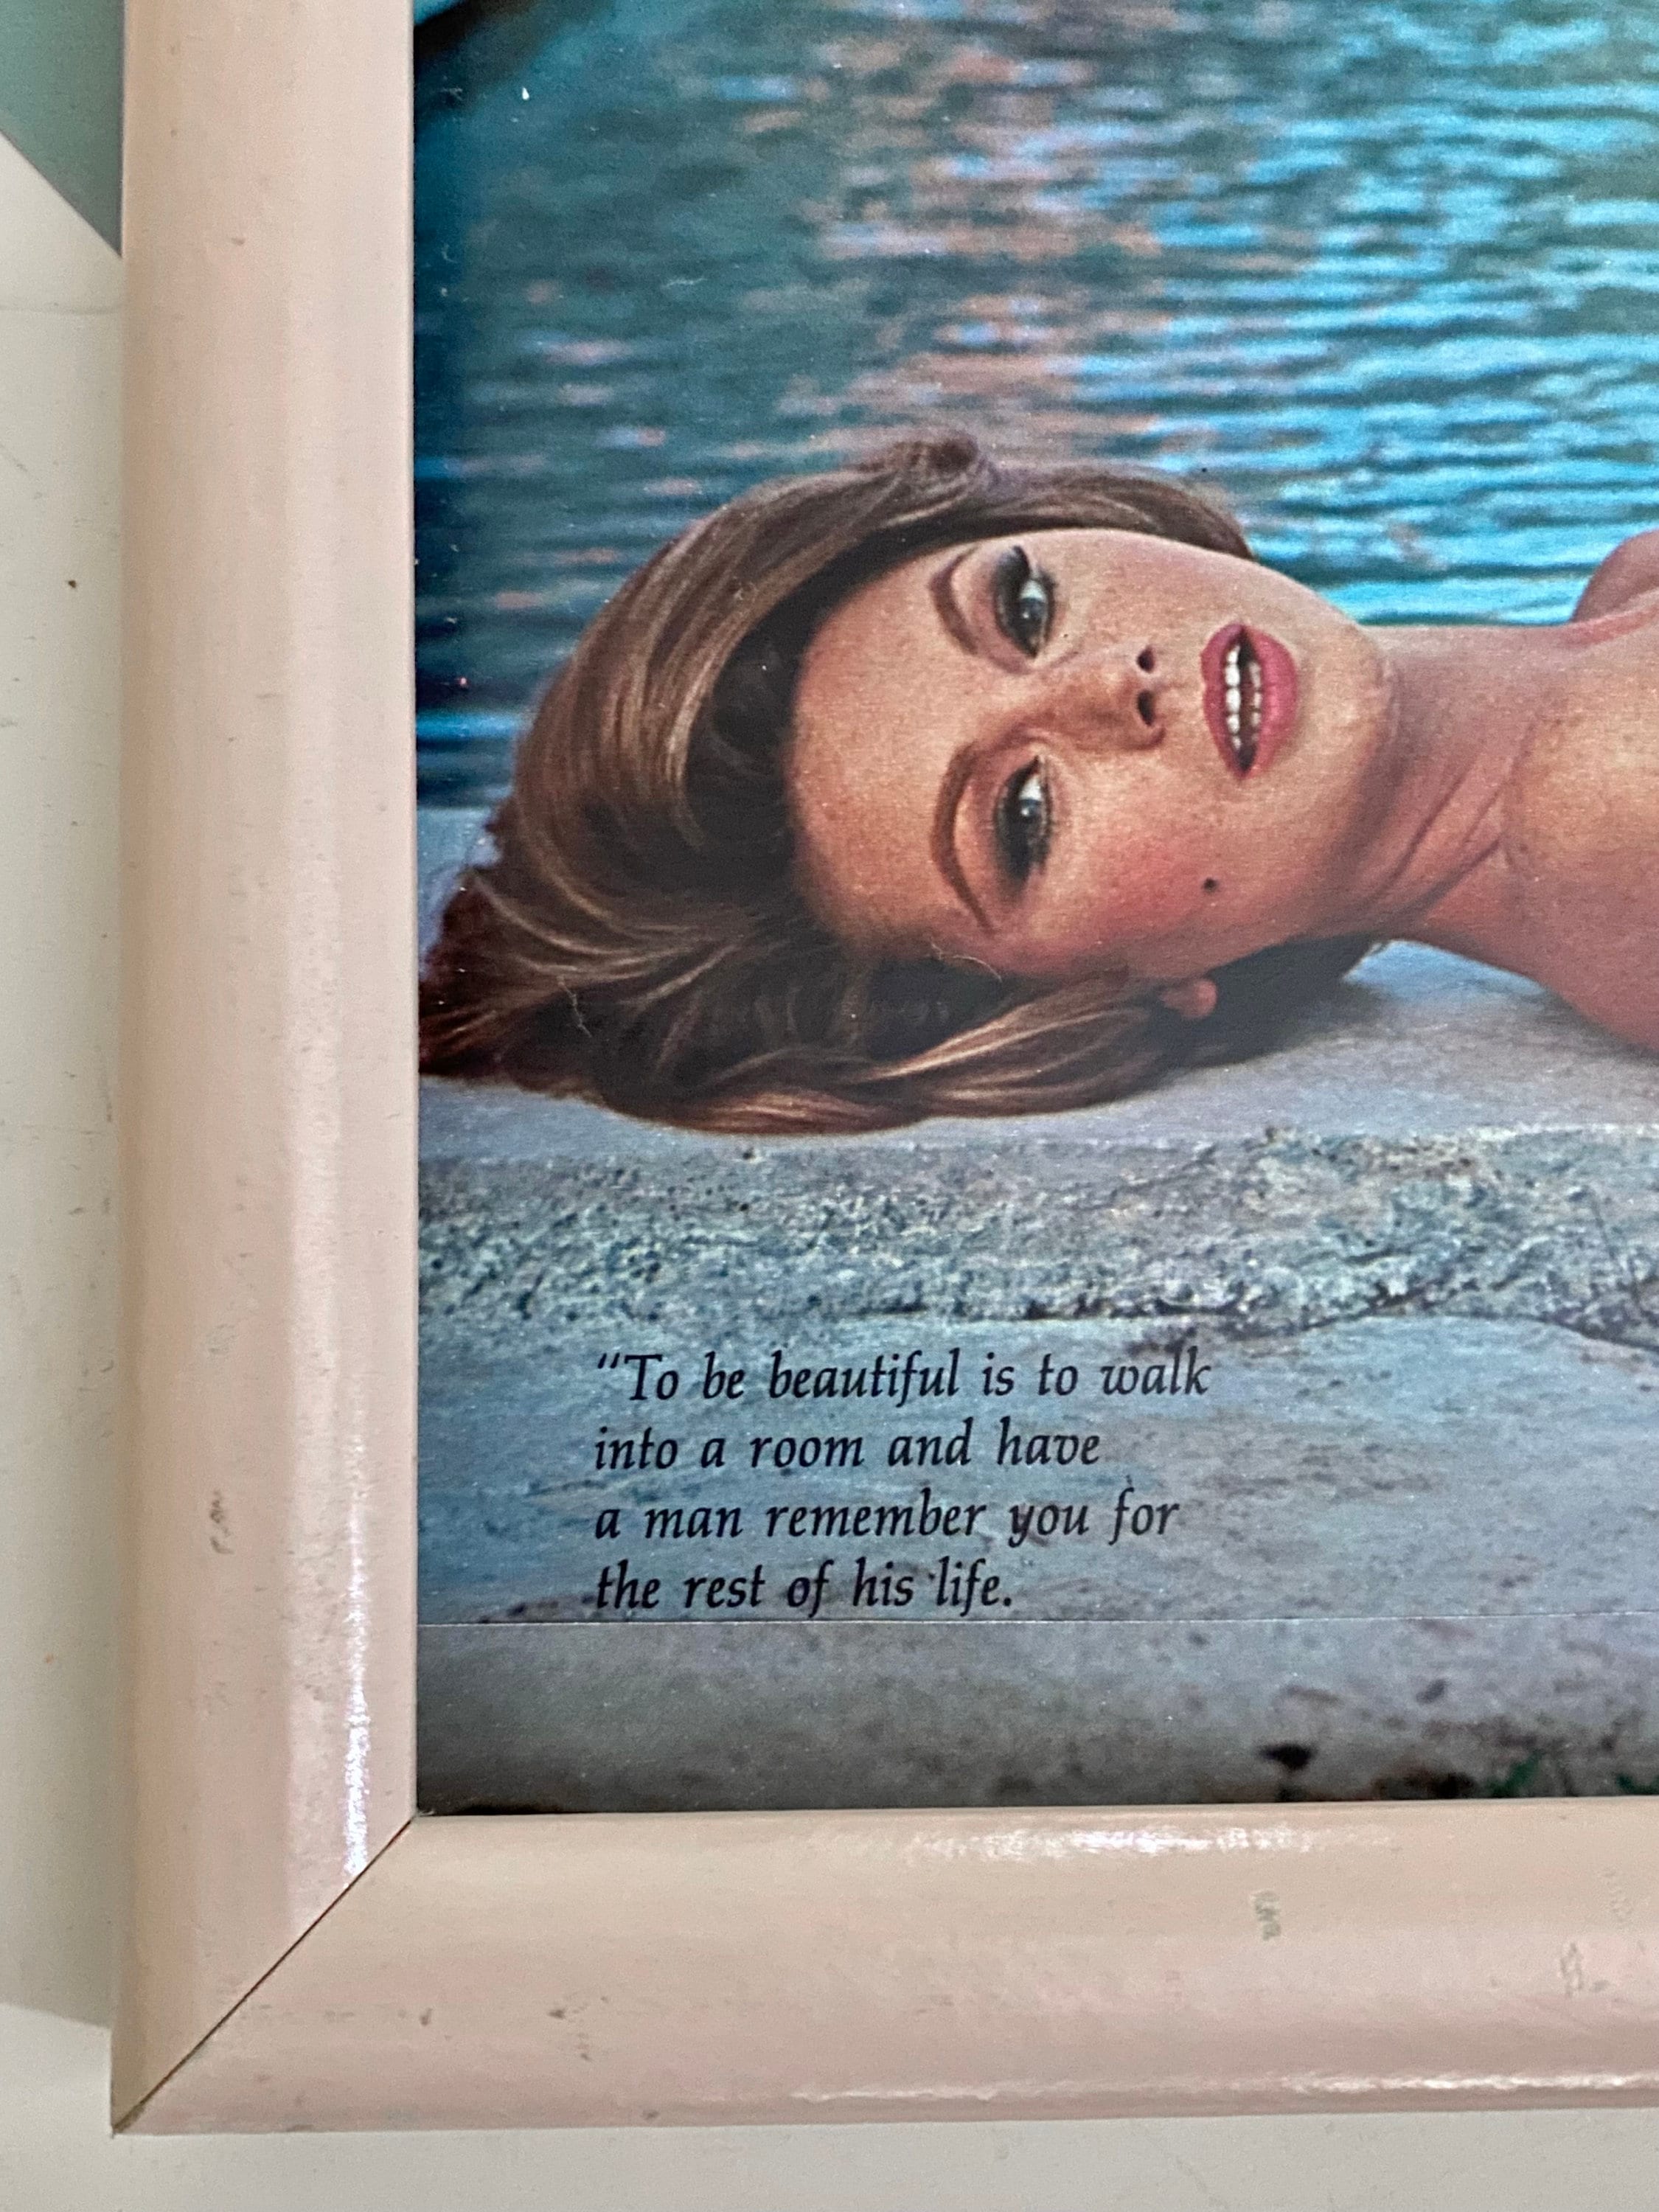 “To be beautiful is to walk
into a room and have
a man remember you for
the rest of his life.